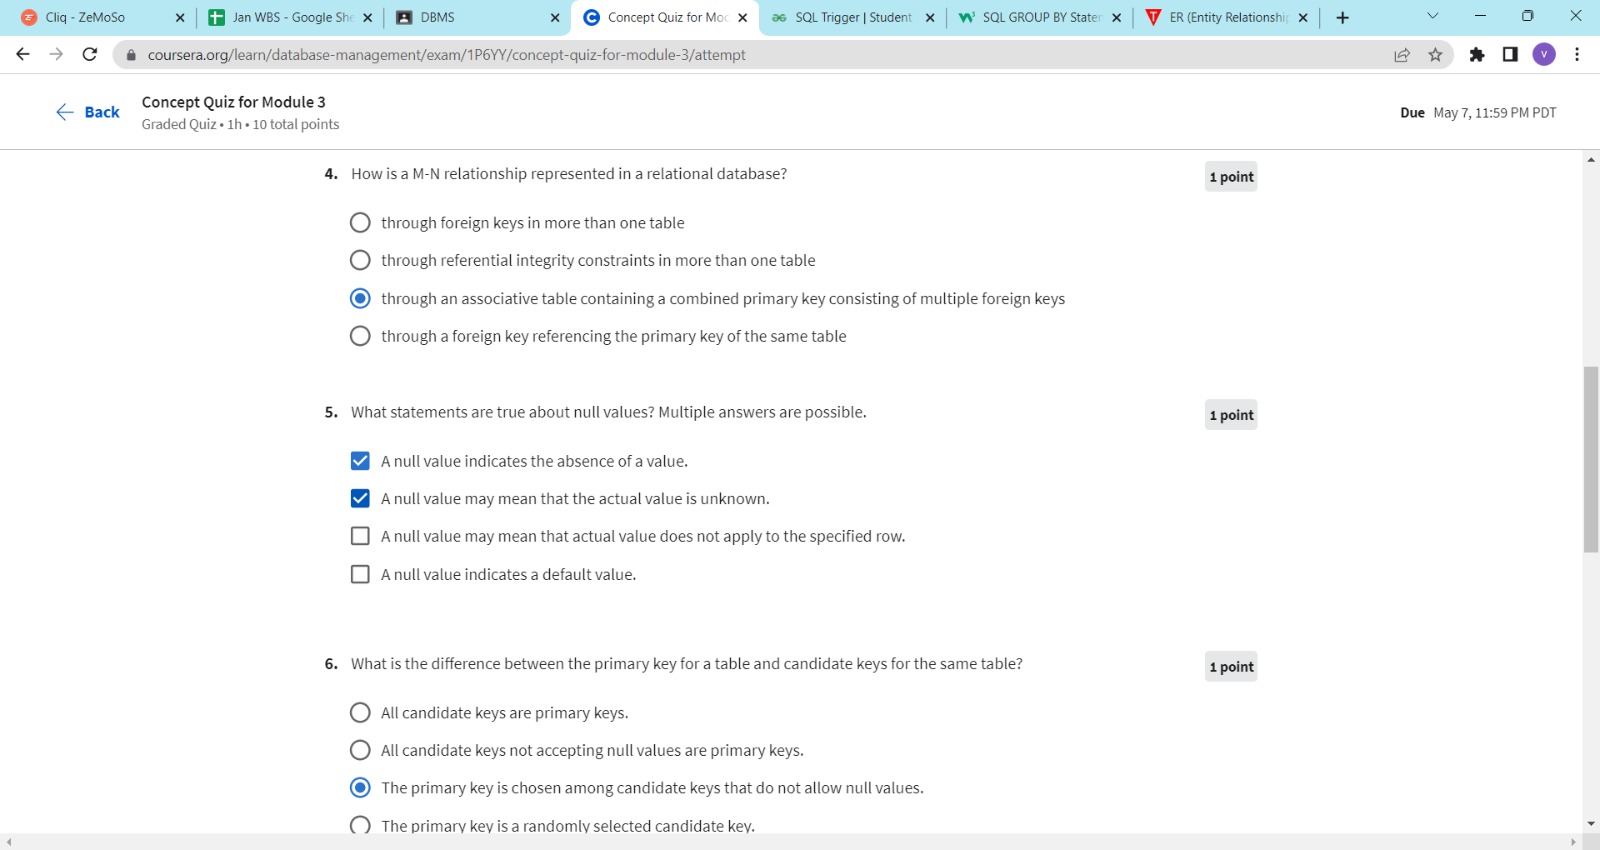 Cliq - ZeMoSo
Jan WBS - Google She
DBMS
Concept Quiz for Moc
SQL Trigger | Student
SQL GROUP BY Stater
ER (Entity Relationship
coursera.org/learn/database-management/exam/1P6YY/concept-quiz-for-module-3/attempt
V
Back
Concept Quiz for Module 3
Graded Quiz • 1h • 10 total points
Due May 7, 11:59 PM PDT
4. How is a M-N relationship represented in a relational database?
1 point
through foreign keys in more than one table
through referential integrity constraints in more than one table
through an associative table containing a combined primary key consisting of multiple foreign keys
through a foreign key referencing the primary key of the same table
5. What statements are true about null values? Multiple answers are possible.
1 point
A null value indicates the absence of a value.
A null value may mean that the actual value is unknown.
A null value may mean that actual value does not apply to the specified row.
A null value indicates a default value.
6. What is the difference between the primary key for a table and candidate keys for the same table?
1 point
All candidate keys are primary keys.
All candidate keys not accepting null values are primary keys.
The primary key is chosen among candidate keys that do not allow null values.
The primary key is a randomly selected candidate key.